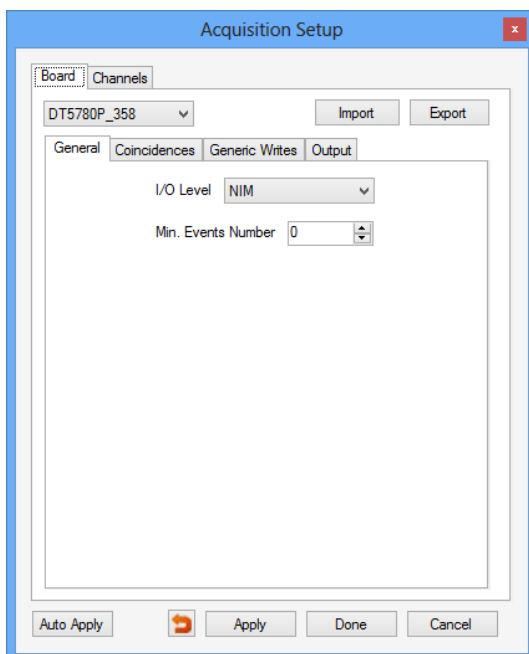 Acquisition Setup
x
Board Channels
DT5780P_358 Import Export
General Coincidences Generic Writes Output
I/O Level NIM
Min. Events Number 0
Auto Apply Apply Done Cancel